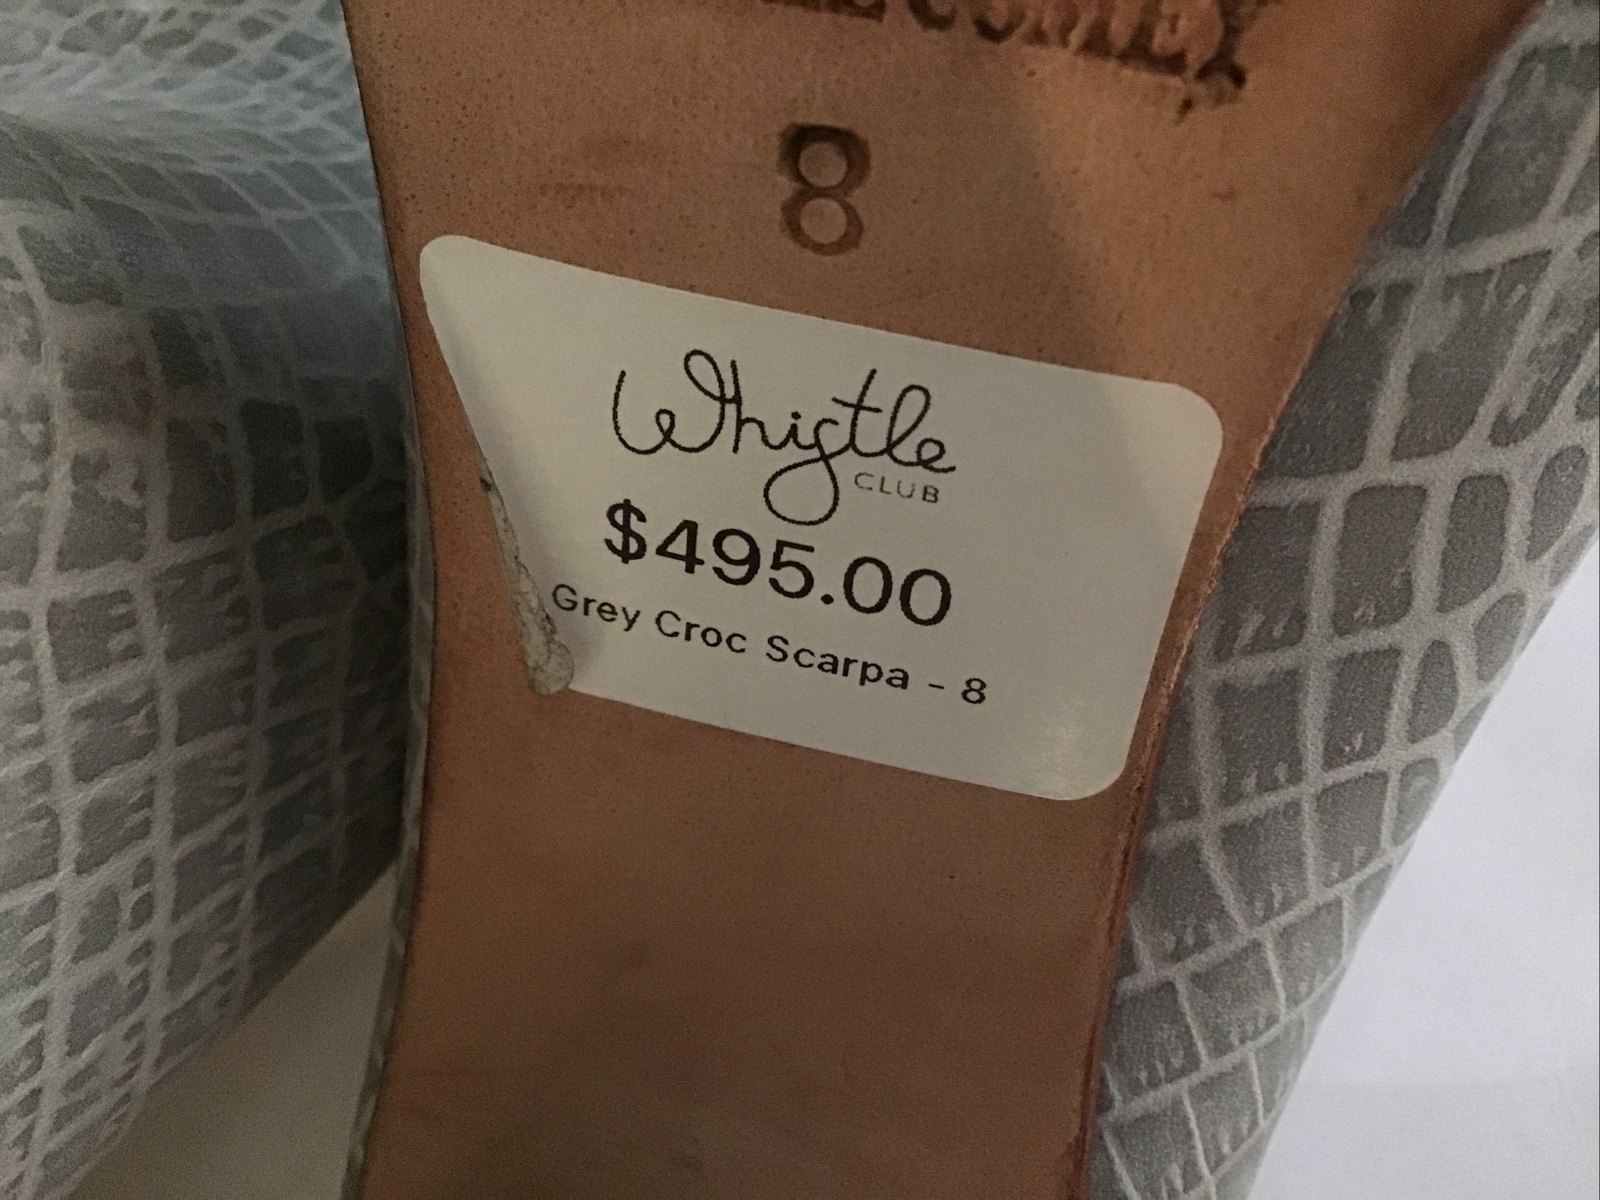 8
Whistle
CLUB
$495.00
Grey Croc Scarpa - 8